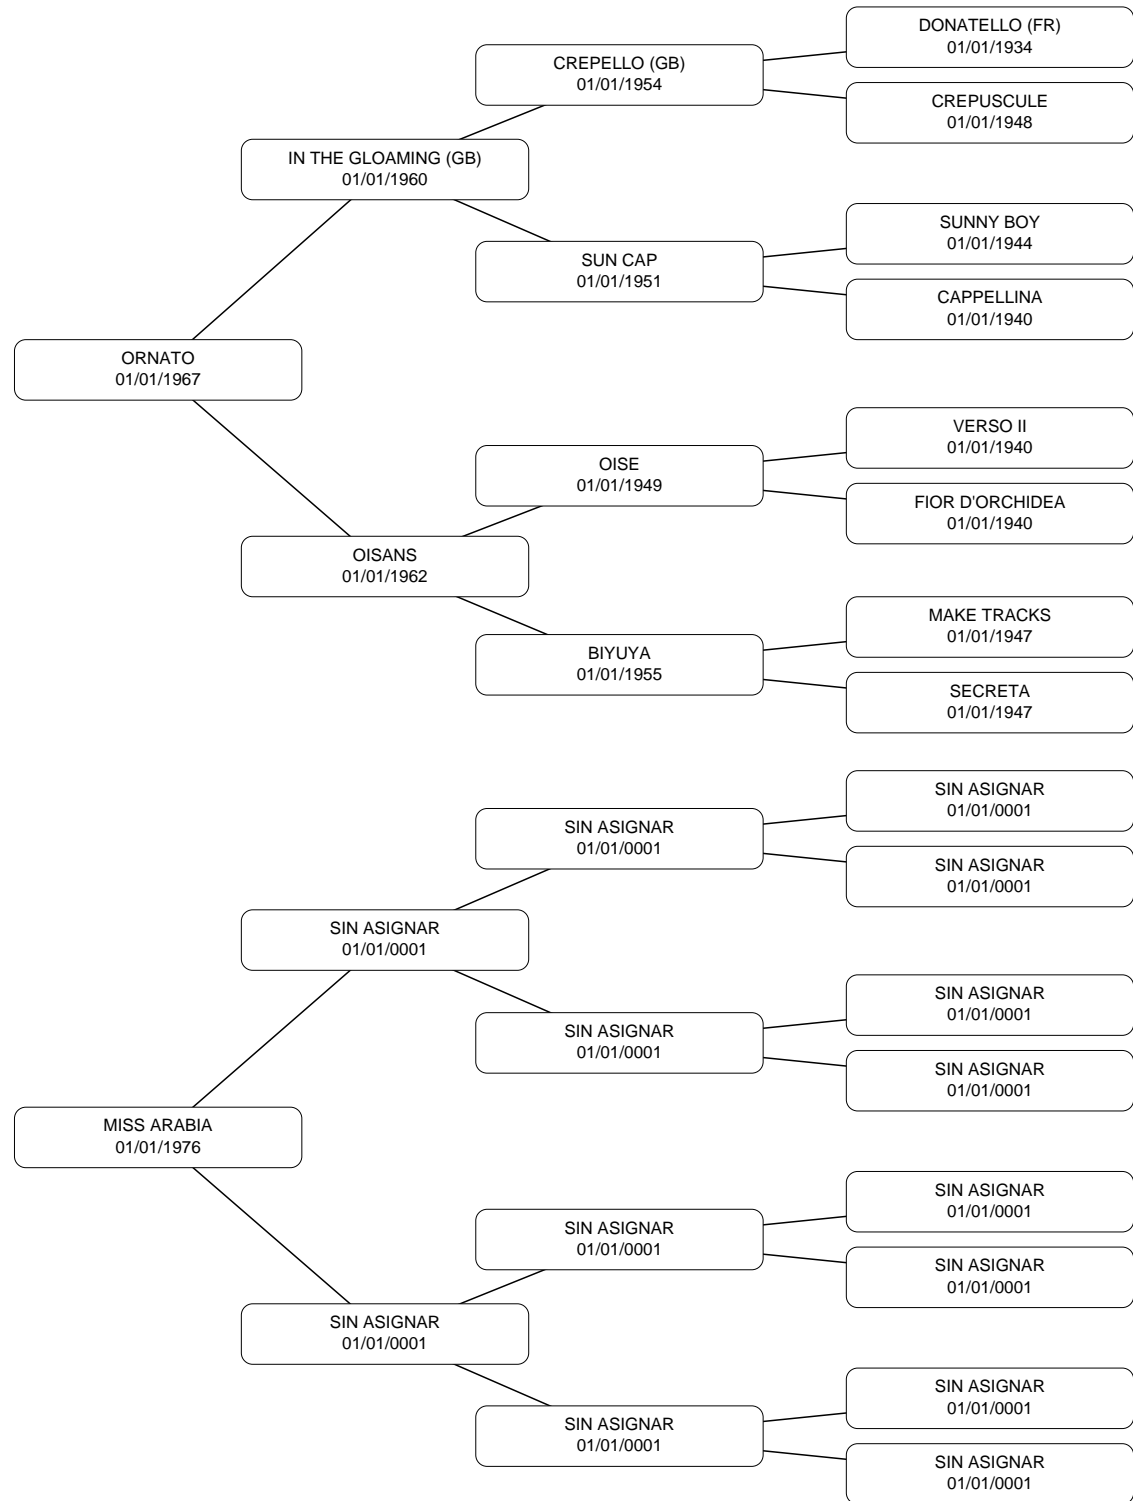 DONATELLO (FR)
01/01/1934
CREPELLO (GB)
01/01/1954
CREPUSCULE
01/01/1948
IN THE GLOAMING (GB)
01/01/1960
SUNNY BOY
01/01/1944
SUN CAP
01/01/1951
CAPPELLINA
01/01/1940
ORNATO
01/01/1967
VERSO II
01/01/1940
OISE
01/01/1949
FIOR D'ORCHIDEA
01/01/1940
OISANS
01/01/1962
MAKE TRACKS
01/01/1947
BIYUYA
01/01/1955
SECRETA
01/01/1947
SIN ASIGNAR
01/01/0001
SIN ASIGNAR
01/01/0001
SIN ASIGNAR
01/01/0001
SIN ASIGNAR
01/01/0001
SIN ASIGNAR
01/01/0001
SIN ASIGNAR
01/01/0001
SIN ASIGNAR
01/01/0001
MISS ARABIA
01/01/1976
SIN ASIGNAR
01/01/0001
SIN ASIGNAR
01/01/0001
SIN ASIGNAR
01/01/0001
SIN ASIGNAR
01/01/0001
SIN ASIGNAR
01/01/0001
SIN ASIGNAR
01/01/0001
SIN ASIGNAR
01/01/0001